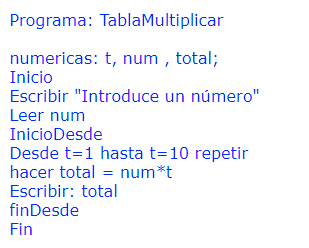 Programa: TablaMultiplicar
numericas: t, num , total;
Inicio
Escribir "Introduce un número"
Leer num
InicioDesde
Desde t=1 hasta t=10 repetir
hacer total = num*t
Escribir: total
finDesde
Fin